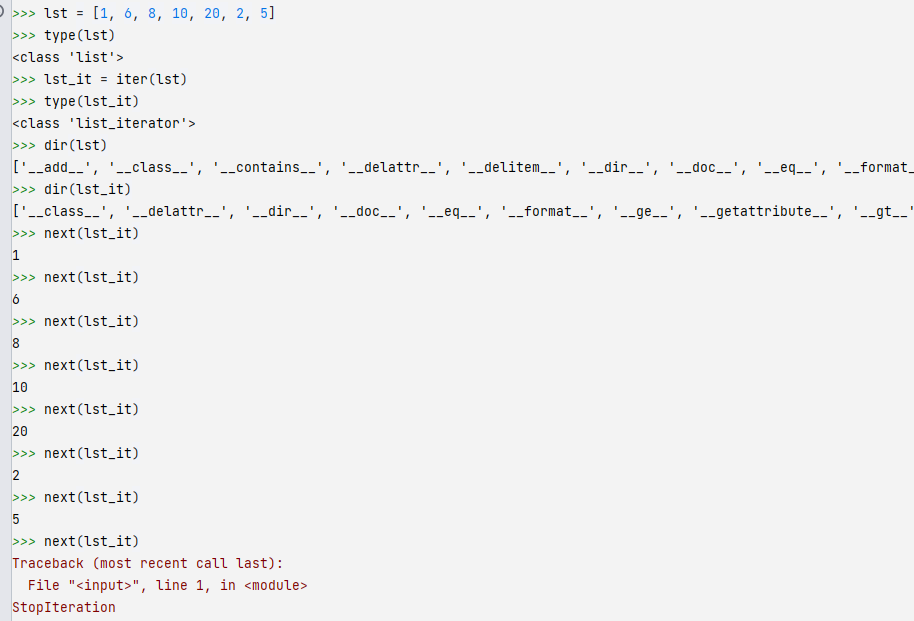 >>> lst = [1, 6, 8, 10, 20, 2, 5]
>>> type(lst)
<class 'list'>
>>> lst_it = iter(lst)
>>> type(lst_it)
<class 'list_iterator'>
>>> dir(lst)
['__add__', '__class__', '__contains__', '__delattr__', '__delitem__', '__dir__', '__doc__', '__eq__', '__format_
>>> dir(lst_it)
['__class__', '__delattr__', '__dir__', '__doc__', '__eq__', '__format__', '__ge__', '__getattribute__', '__gt__'
>>> next(lst_it)
1
>>> next(lst_it)
6
>>> next(lst_it)
8
>>> next(lst_it)
10
>>> next(lst_it)
20
>>> next(lst_it)
2
>>> next(lst_it)
5
>>> next(lst_it)
Traceback (most recent call last):
  File "<input>", line 1, in <module>
StopIteration